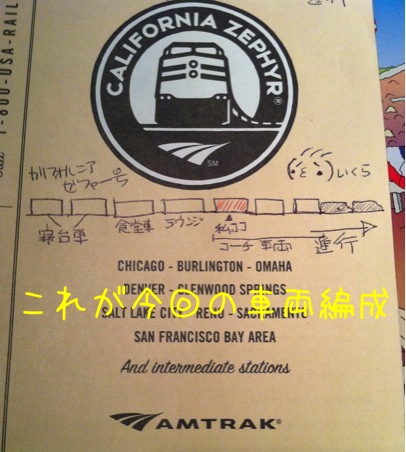 1-800-USA-RAIL
CALIFORNIA ZEPHYR®
SM
カリフォルニア
ゼファー号
いくら
寝台車
食堂車
ラウンジ
私ココ
コーチ車両
進行
CHICAGO - BURLINGTON - OMAHA
DENVER - GLENWOOD SPRINGS
これが今回の車両編成
SALT LAKE CITY - RENO - SACRAMENTO
SAN FRANCISCO BAY AREA
And intermediate stations
AMTRAK®